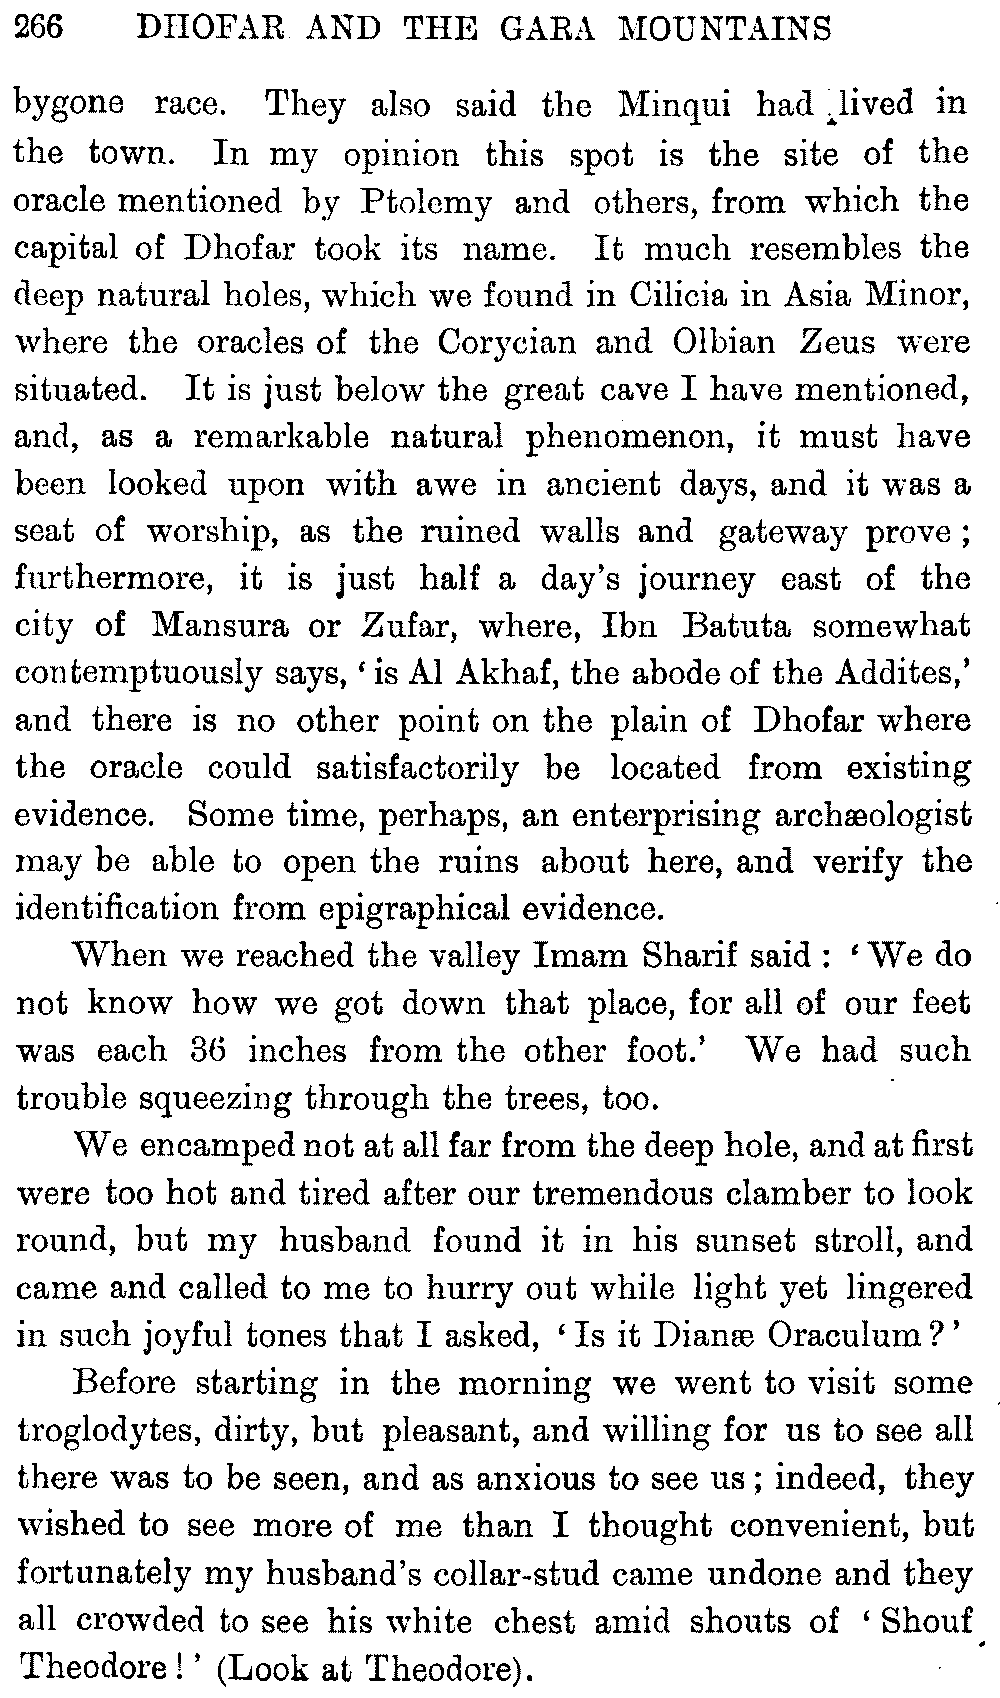 266 DHOFAR AND THE GARA MOUNTAINS
bygone race. They also said the Minqui had lived in
the town. In my opinion this spot is the site of the
oracle mentioned by Ptolemy and others, from which the
capital of Dhofar took its name. It much resembles the
deep natural holes, which we found in Cilicia in Asia Minor,
where the oracles of the Corycian and Olbian Zeus were
situated. It is just below the great cave I have mentioned,
and, as a remarkable natural phenomenon, it must have
been looked upon with awe in ancient days, and it was a
seat of worship, as the ruined walls and gateway prove ;
furthermore, it is just half a day's journey east of the
city of Mansura or Zufar, where, Ibn Batuta somewhat
contemptuously says, ‘ is Al Akhaf, the abode of the Addites,’
and there is no other point on the plain of Dhofar where
the oracle could satisfactorily be located from existing
evidence. Some time, perhaps, an enterprising archæologist
may be able to open the ruins about here, and verify the
identification from epigraphical evidence.
When we reached the valley Imam Sharif said : ‘ We do
not know how we got down that place, for all of our feet
was each 36 inches from the other foot.’ We had such
trouble squeezing through the trees, too.
We encamped not at all far from the deep hole, and at first
were too hot and tired after our tremendous clamber to look
round, but my husband found it in his sunset stroll, and
came and called to me to hurry out while light yet lingered
in such joyful tones that I asked, ‘ Is it Dianæ Oraculum ? ’
Before starting in the morning we went to visit some
troglodytes, dirty, but pleasant, and willing for us to see all
there was to be seen, and as anxious to see us ; indeed, they
wished to see more of me than I thought convenient, but
fortunately my husband's collar-stud came undone and they
all crowded to see his white chest amid shouts of ‘ Shouf
Theodore ! ’ (Look at Theodore).